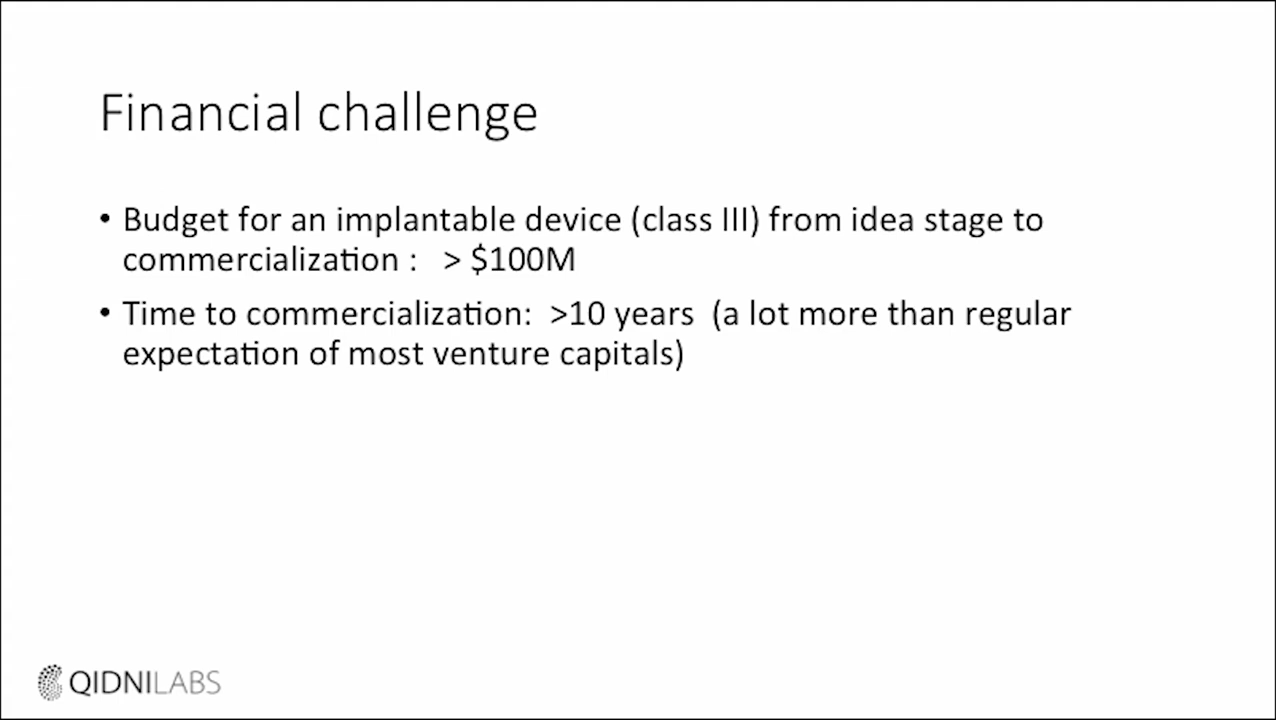 Financial challenge
• Budget for an implantable device (class III) from idea stage to
commercialization :   > $100M
• Time to commercialization:  >10 years  (a lot more than regular
expectation of most venture capitals)
QIDNILABS